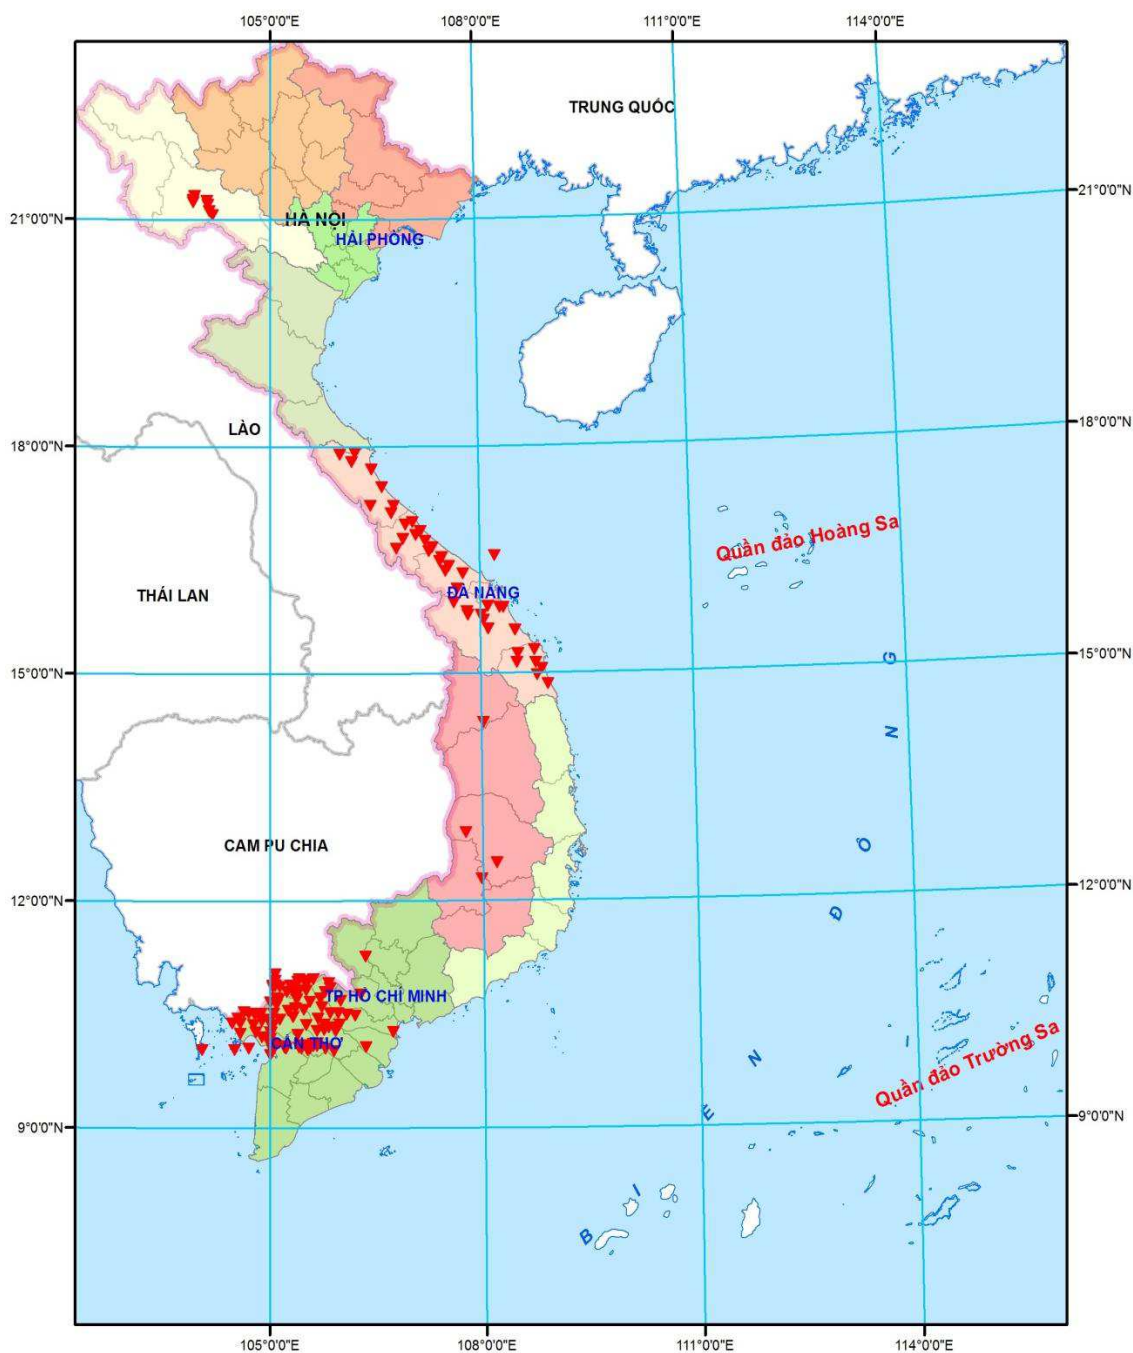 105°0'0"E
108°0'0"E
111°0'0"E
114°0'0"E
TRUNG QUỐC
21°0'0"N
21°0'0"N
HÀ NỘI
HẢI PHÒNG
18°0'0"N
LÀO
18°0'0"N
Quần đảo Hoàng Sa
THÁI LAN
ĐÀ NẴNG
15°0'0"N
15°0'0"N
CAM PU CHIA
12°0'0"N
12°0'0"N
TP HỒ CHÍ MINH
CẦN THƠ
Quần đảo Trường Sa
9°0'0"N
9°0'0"N
BIỂN ĐÔNG
105°0'0"E
108°0'0"E
111°0'0"E
114°0'0"E